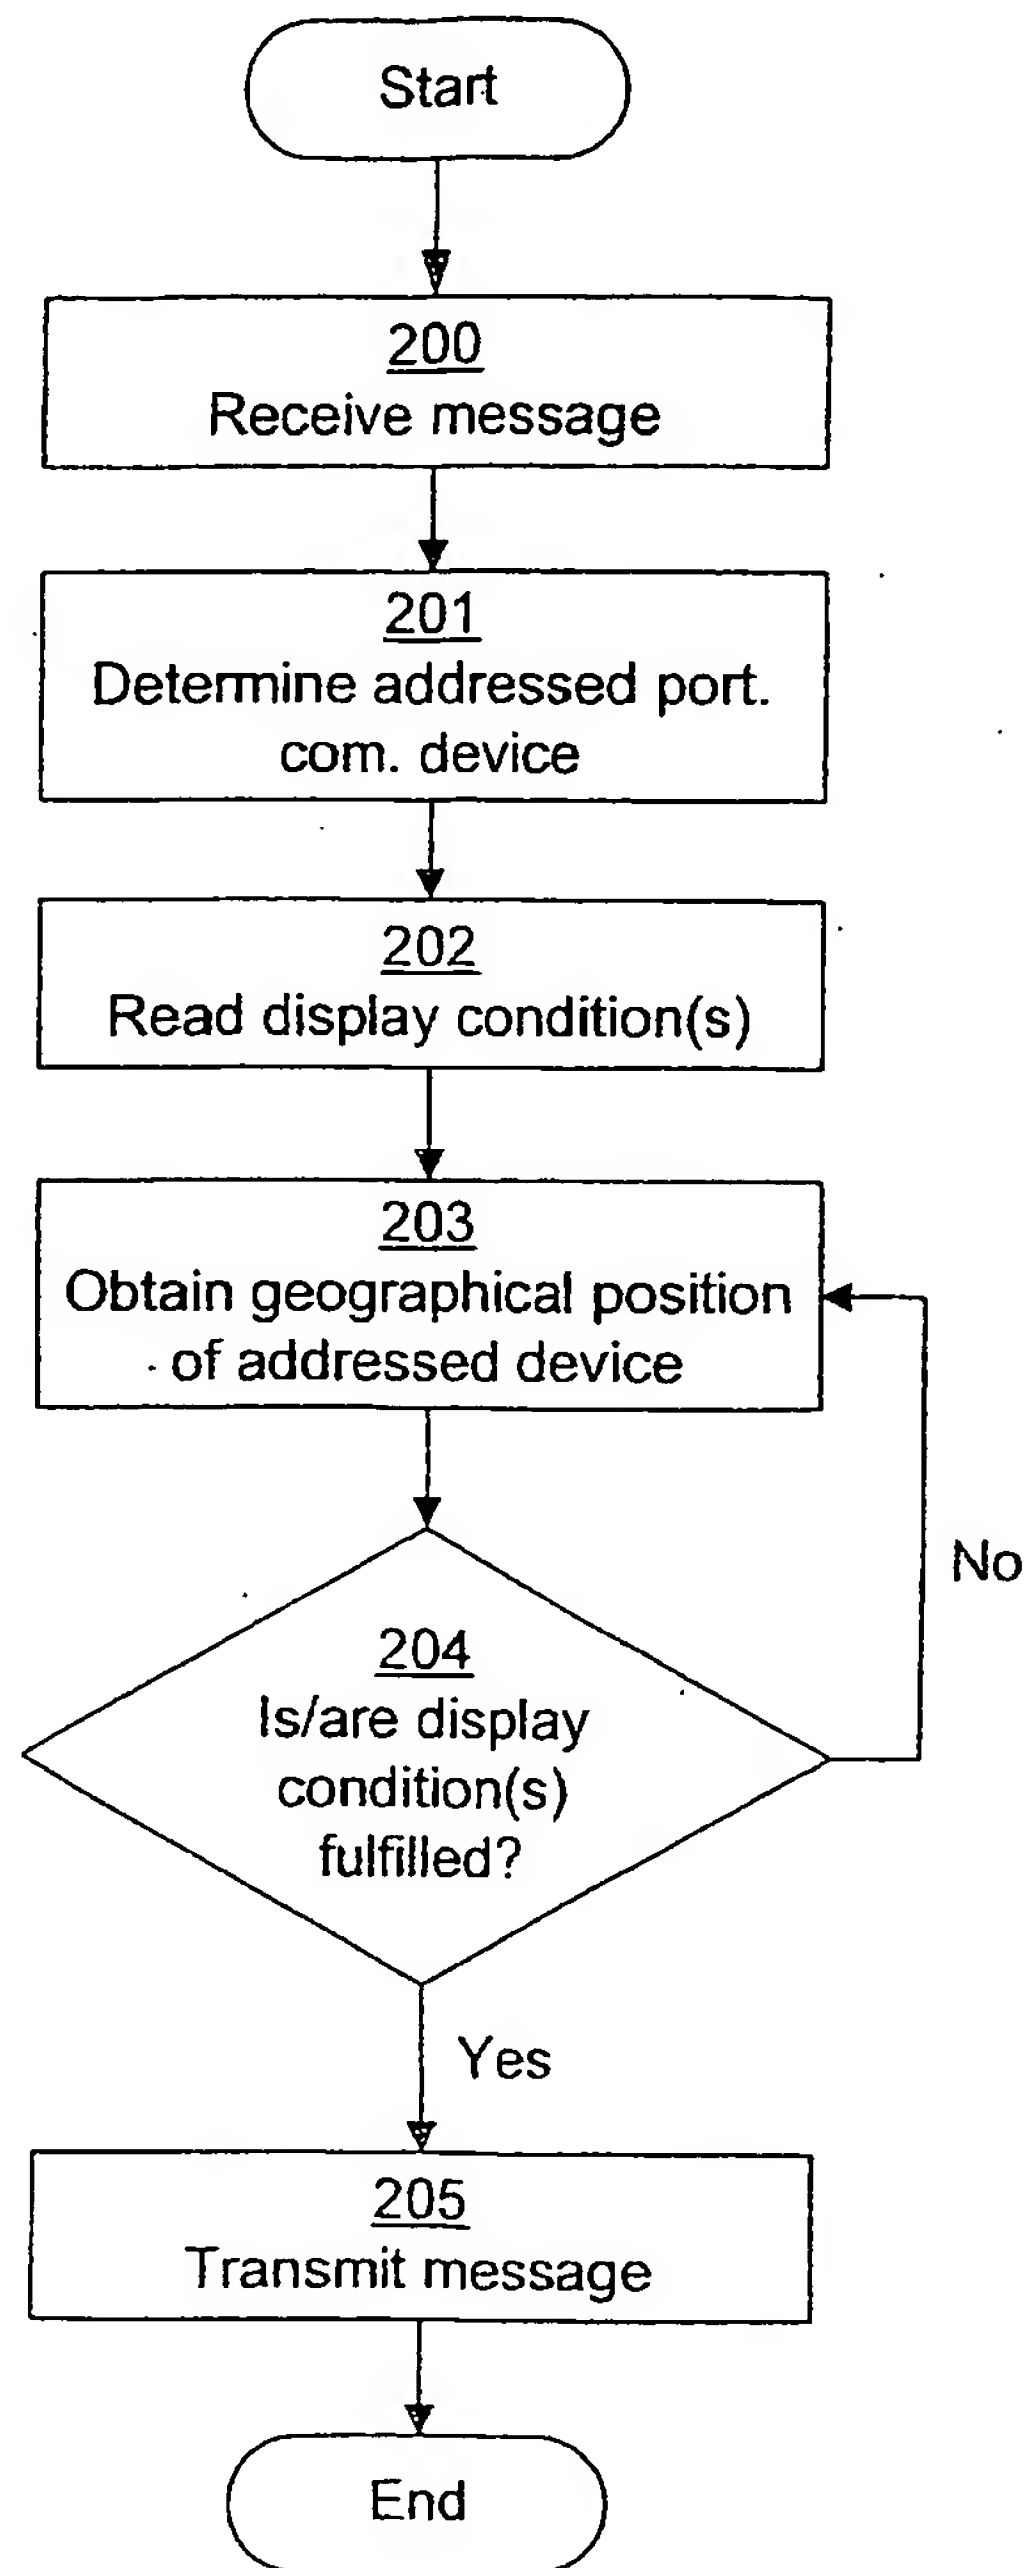 Start
200
Receive message
201
Determine addressed port.
com. device
202
Read display condition(s)
203
Obtain geographical position
of addressed device
No
204
Is/are display
condition(s)
fulfilled?
Yes
205
Transmit message
End